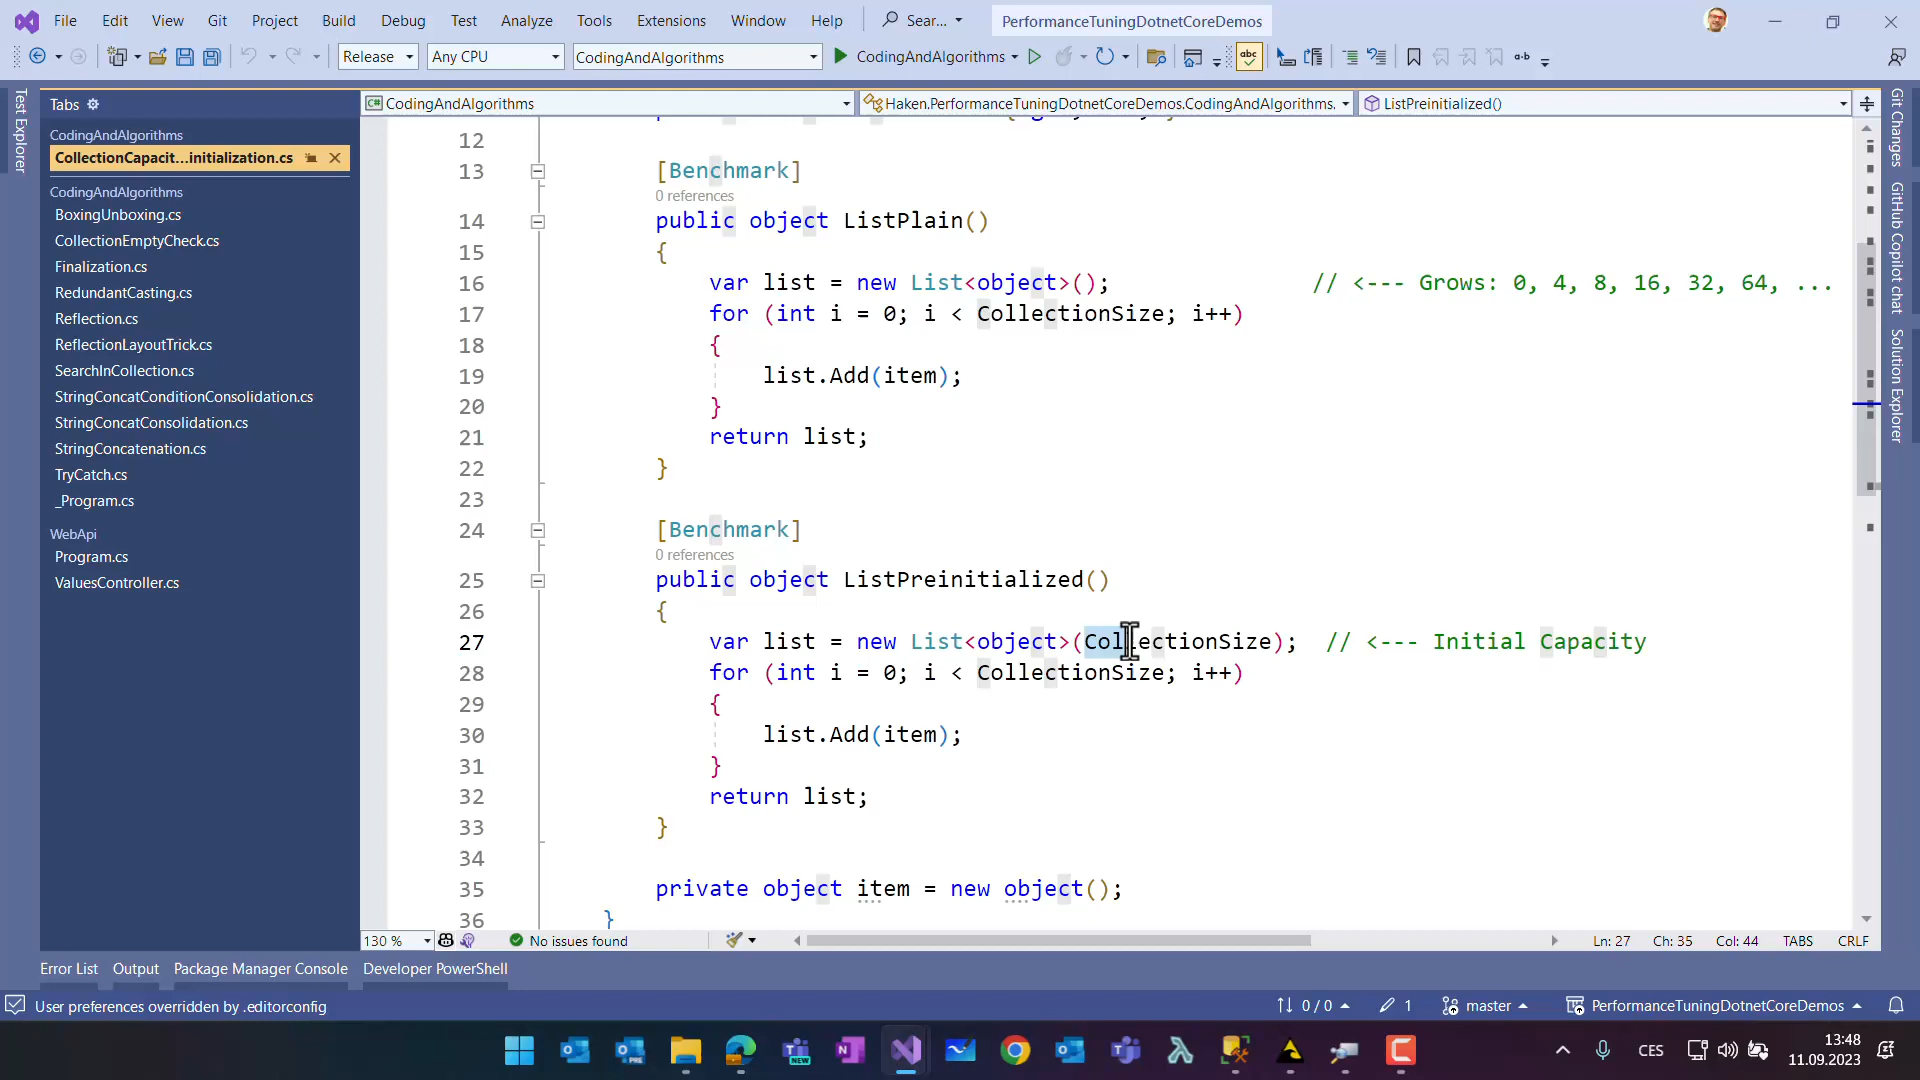 File Edit View Git Project Build Debug Test Analyze Tools Extensions Window Help Sear... PerformanceTuningDotnetCoreDemos
Release Any CPU CodingAndAlgorithms CodingAndAlgorithms
Test Explorer
Tabs
CodingAndAlgorithms
CollectionCapacit...initialization.cs
CodingAndAlgorithms
BoxingUnboxing.cs
CollectionEmptyCheck.cs
Finalization.cs
RedundantCasting.cs
Reflection.cs
ReflectionLayoutTrick.cs
SearchInCollection.cs
StringConcatConditionConsolidation.cs
StringConcatConsolidation.cs
StringConcatenation.cs
TryCatch.cs
_Program.cs
WebApi
Program.cs
ValuesController.cs
CodingAndAlgorithms Haken.PerformanceTuningDotnetCoreDemos.CodingAndAlgorithms. ListPreinitialized()
12
13 [Benchmark]
0 references
14 public object ListPlain()
15 {
16 var list = new List<object>(); // <--- Grows: 0, 4, 8, 16, 32, 64, ...
17 for (int i = 0; i < CollectionSize; i++)
18 {
19 list.Add(item);
20 }
21 return list;
22 }
23
24 [Benchmark]
0 references
25 public object ListPreinitialized()
26 {
27 var list = new List<object>(CollectionSize); // <--- Initial Capacity
28 for (int i = 0; i < CollectionSize; i++)
29 {
30 list.Add(item);
31 }
32 return list;
33 }
34
35 private object item = new object();
36 }
Git Changes
GitHub Copilot chat
Solution Explorer
130 % No issues found Ln: 27 Ch: 35 Col: 44 TABS CRLF
Error List Output Package Manager Console Developer PowerShell
User preferences overridden by .editorconfig 0 / 0 1 master PerformanceTuningDotnetCoreDemos
CES 13:48
11.09.2023